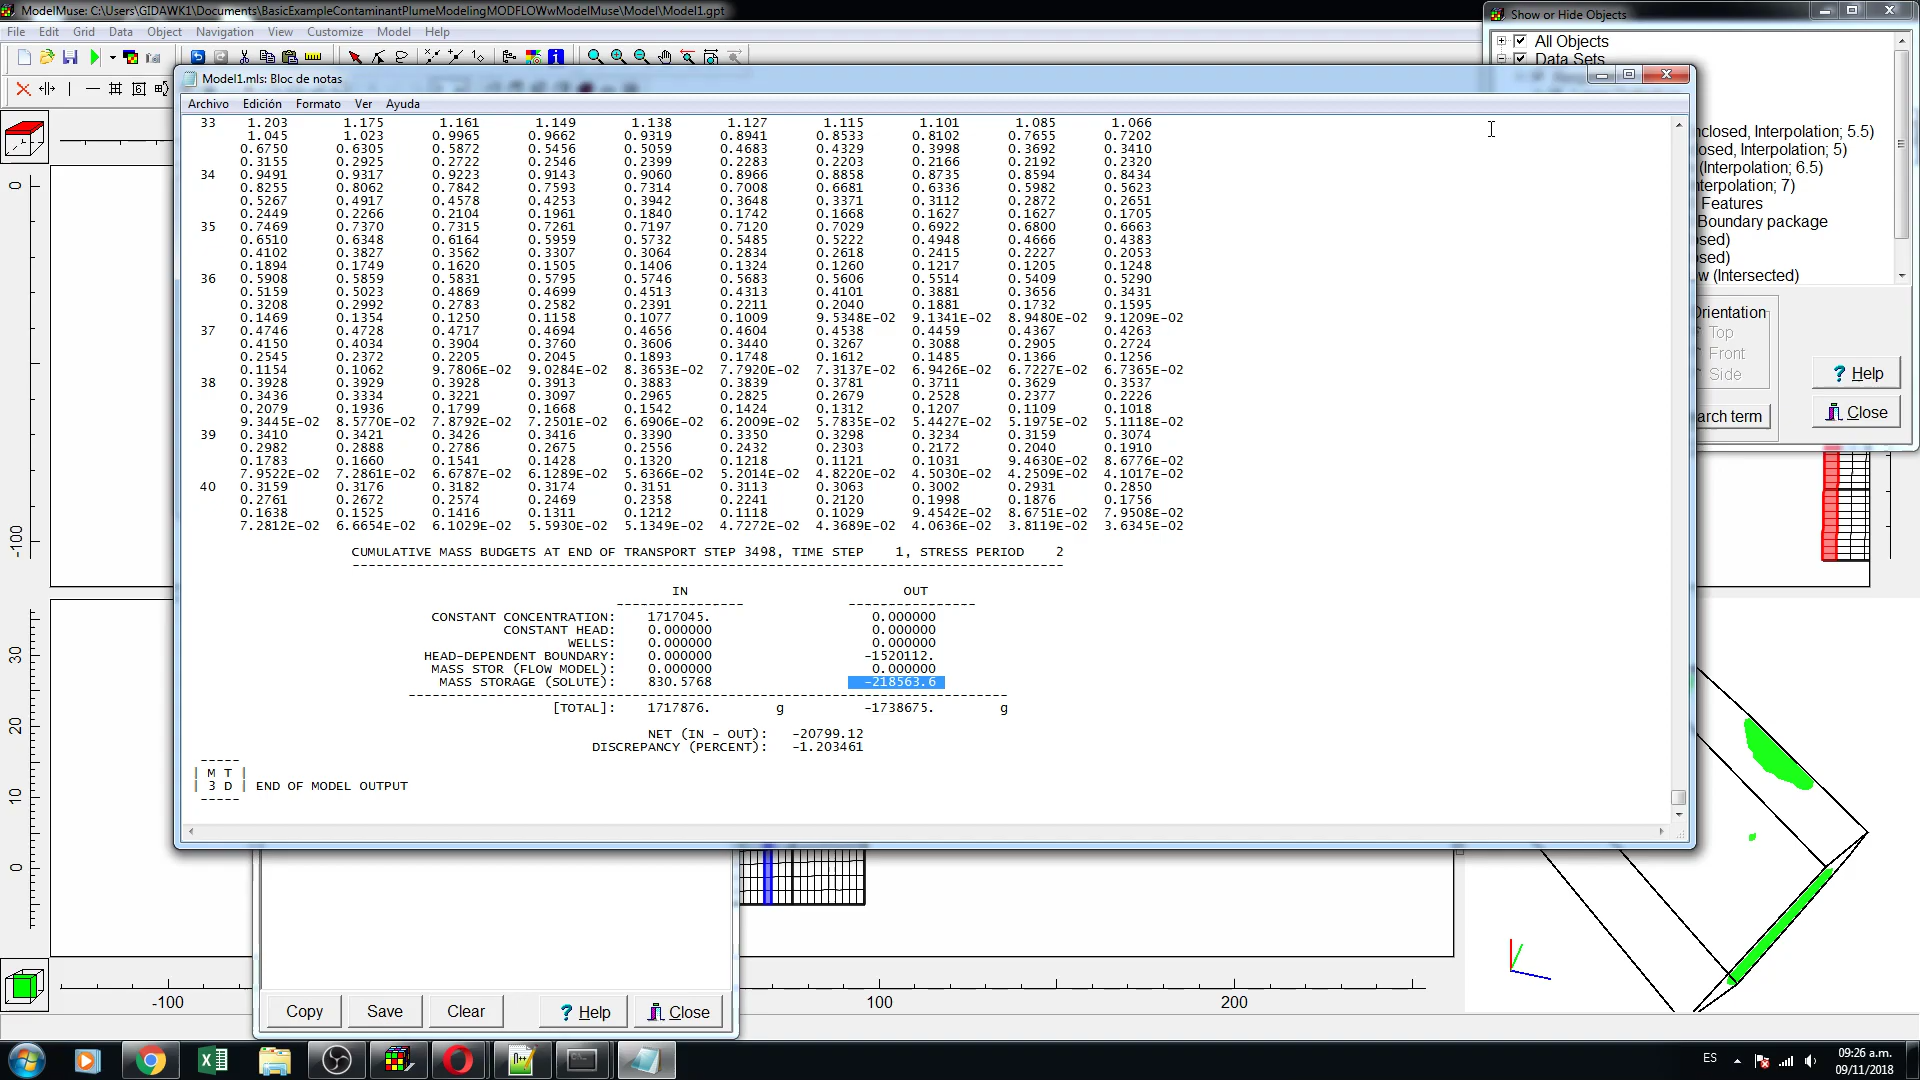 ModelMuse: C:\Users\GIDAWK1\Documents\BasicExampleContaminantPlumeModelingMODFLOWwModelMuse\Model\Model1.gpt
File Edit Grid Data Object Navigation View Customize Model Help
Show or Hide Objects
All Objects
Data Sets
nclosed, Interpolation; 5.5)
osed, Interpolation; 5)
(Interpolation; 6.5)
terpolation; 7)
Features
Boundary package
sed)
osed)
w (Intersected)
Orientation
Top
Front
Side
? Help
arch term
Close
Model1.mls: Bloc de notas
Archivo Edición Formato Ver Ayuda
33 1.203 1.175 1.161 1.149 1.138 1.127 1.115 1.101 1.085 1.066
1.045 1.023 0.9965 0.9662 0.9319 0.8941 0.8533 0.8102 0.7655 0.7202
0.6750 0.6305 0.5872 0.5456 0.5059 0.4683 0.4329 0.3998 0.3692 0.3410
0.3155 0.2925 0.2722 0.2546 0.2399 0.2283 0.2203 0.2166 0.2192 0.2320
34 0.9491 0.9317 0.9223 0.9143 0.9060 0.8966 0.8858 0.8735 0.8594 0.8434
0.8255 0.8062 0.7842 0.7593 0.7314 0.7008 0.6681 0.6336 0.5982 0.5623
0.5267 0.4917 0.4578 0.4253 0.3942 0.3648 0.3371 0.3112 0.2872 0.2651
0.2449 0.2266 0.2104 0.1961 0.1840 0.1742 0.1668 0.1627 0.1627 0.1705
35 0.7469 0.7370 0.7315 0.7261 0.7197 0.7120 0.7029 0.6922 0.6800 0.6663
0.6510 0.6348 0.6164 0.5959 0.5732 0.5485 0.5222 0.4948 0.4666 0.4383
0.4102 0.3827 0.3562 0.3307 0.3064 0.2834 0.2618 0.2415 0.2227 0.2053
0.1894 0.1749 0.1620 0.1505 0.1406 0.1324 0.1260 0.1217 0.1205 0.1248
36 0.5908 0.5859 0.5831 0.5795 0.5746 0.5683 0.5606 0.5514 0.5409 0.5290
0.5159 0.5023 0.4869 0.4699 0.4513 0.4313 0.4101 0.3881 0.3656 0.3431
0.3208 0.2992 0.2783 0.2582 0.2391 0.2211 0.2040 0.1881 0.1732 0.1595
0.1469 0.1354 0.1250 0.1158 0.1077 0.1009 9.5348E-02 9.1341E-02 8.9480E-02 9.1209E-02
37 0.4746 0.4728 0.4717 0.4694 0.4656 0.4604 0.4538 0.4459 0.4367 0.4263
0.4150 0.4034 0.3904 0.3760 0.3606 0.3440 0.3267 0.3088 0.2905 0.2724
0.2545 0.2372 0.2205 0.2045 0.1893 0.1748 0.1612 0.1485 0.1366 0.1256
0.1154 0.1062 9.7806E-02 9.0284E-02 8.3653E-02 7.7920E-02 7.3137E-02 6.9426E-02 6.7227E-02 6.7365E-02
38 0.3928 0.3929 0.3928 0.3913 0.3883 0.3839 0.3781 0.3711 0.3629 0.3537
0.3436 0.3334 0.3221 0.3097 0.2965 0.2825 0.2679 0.2528 0.2377 0.2226
0.2079 0.1936 0.1799 0.1668 0.1542 0.1424 0.1312 0.1207 0.1109 0.1018
9.3445E-02 8.5770E-02 7.8792E-02 7.2501E-02 6.6906E-02 6.2009E-02 5.7835E-02 5.4427E-02 5.1975E-02 5.1118E-02
39 0.3410 0.3421 0.3426 0.3416 0.3390 0.3350 0.3298 0.3234 0.3159 0.3074
0.2982 0.2888 0.2786 0.2675 0.2556 0.2432 0.2303 0.2172 0.2040 0.1910
0.1783 0.1660 0.1541 0.1428 0.1320 0.1218 0.1121 0.1031 9.4630E-02 8.6776E-02
7.9522E-02 7.2861E-02 6.6787E-02 6.1289E-02 5.6366E-02 5.2014E-02 4.8220E-02 4.5030E-02 4.2509E-02 4.1017E-02
40 0.3159 0.3176 0.3182 0.3174 0.3151 0.3113 0.3063 0.3002 0.2931 0.2850
0.2761 0.2672 0.2574 0.2469 0.2358 0.2241 0.2120 0.1998 0.1876 0.1756
0.1638 0.1525 0.1416 0.1311 0.1212 0.1118 0.1029 9.4542E-02 8.6751E-02 7.9508E-02
7.2812E-02 6.6654E-02 6.1029E-02 5.5930E-02 5.1349E-02 4.7272E-02 4.3689E-02 4.0636E-02 3.8119E-02 3.6345E-02
CUMULATIVE MASS BUDGETS AT END OF TRANSPORT STEP 3498, TIME STEP 1, STRESS PERIOD 2
IN OUT
CONSTANT CONCENTRATION: 1717045. 0.000000
CONSTANT HEAD: 0.000000 0.000000
WELLS: 0.000000 0.000000
HEAD-DEPENDENT BOUNDARY: 0.000000 -1520112.
MASS STOR (FLOW MODEL): 0.000000 0.000000
MASS STORAGE (SOLUTE): 830.5768 -218563.6
[TOTAL]: 1717876. g -1738675. g
NET (IN - OUT): -20799.12
DISCREPANCY (PERCENT): -1.203461
| M T |
| 3 D | END OF MODEL OUTPUT
0
-100
30
20
10
0
-100 100 200
Copy Save Clear ? Help Close
ES 09:26 a.m.
09/11/2018